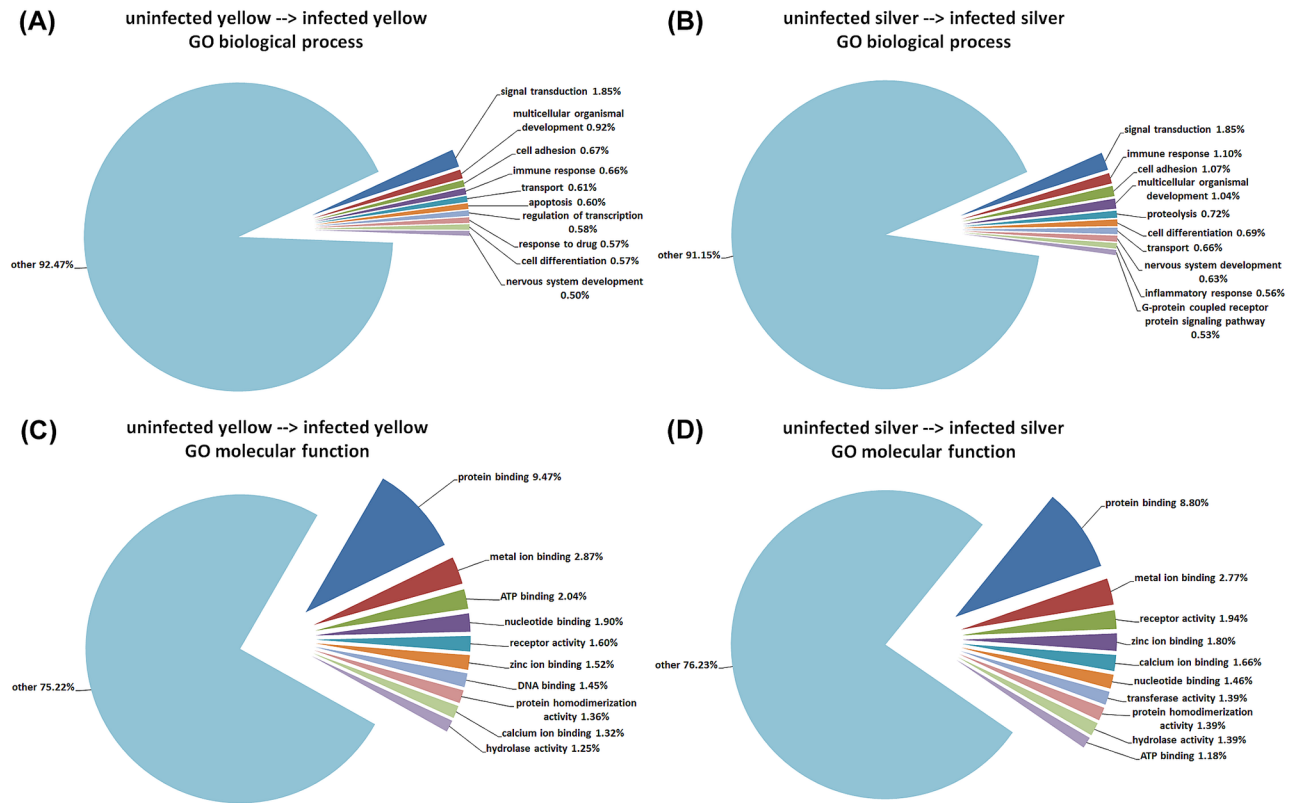 (A)
uninfected yellow --> infected yellow
GO biological process
signal transduction 1.85%
multicellular organismal
development 0.92%
cell adhesion 0.67%
immune response 0.66%
transport 0.61%
apoptosis 0.60%
regulation of transcription
0.58%
response to drug 0.57%
cell differentiation 0.57%
nervous system development
0.50%
other 92.47%
(B)
uninfected silver --> infected silver
GO biological process
signal transduction 1.85%
immune response 1.10%
cell adhesion 1.07%
multicellular organismal
development 1.04%
proteolysis 0.72%
cell differentiation 0.69%
transport 0.66%
nervous system development
0.63%
inflammatory response 0.56%
G-protein coupled receptor
protein signaling pathway
0.53%
other 91.15%
(C)
uninfected yellow --> infected yellow
GO molecular function
protein binding 9.47%
metal ion binding 2.87%
ATP binding 2.04%
nucleotide binding 1.90%
receptor activity 1.60%
zinc ion binding 1.52%
DNA binding 1.45%
protein homodimerization
activity 1.36%
calcium ion binding 1.32%
hydrolase activity 1.25%
other 75.22%
(D)
uninfected silver --> infected silver
GO molecular function
protein binding 8.80%
metal ion binding 2.77%
receptor activity 1.94%
zinc ion binding 1.80%
calcium ion binding 1.66%
nucleotide binding 1.46%
transferase activity 1.39%
protein homodimerization
activity 1.39%
hydrolase activity 1.39%
ATP binding 1.18%
other 76.23%